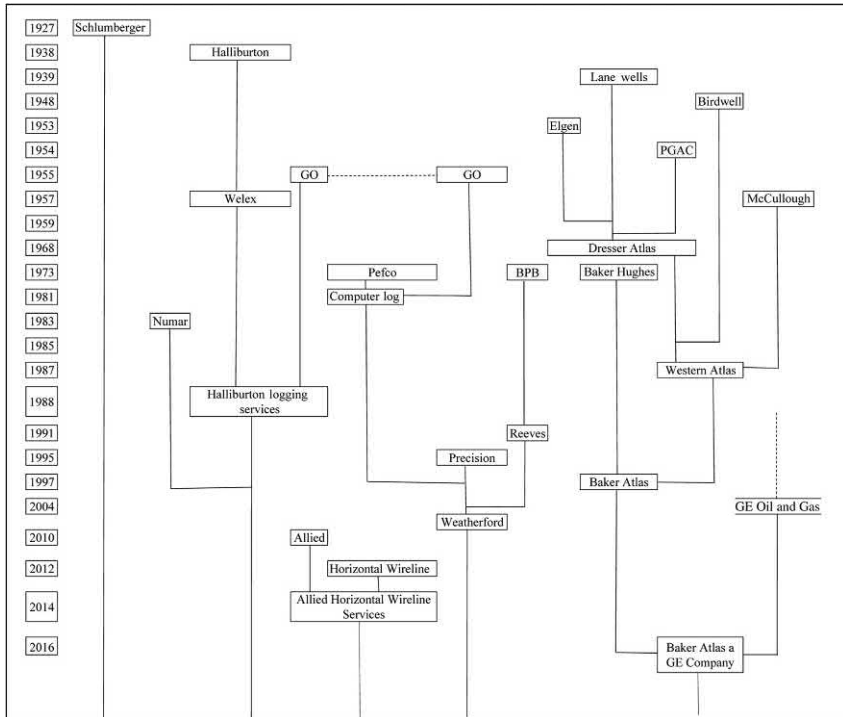 1927 Schlumberger
1938 Halliburton
1939 Lane wells
1948 Birdwell
1953 Elgen
1954 PGAC
1955 GO GO
1957 Welex McCullough
1959
1968 Dresser Atlas
1973 Pefco BPB Baker Hughes
1981 Computer log
1983 Numar
1985
1987 Western Atlas
1988 Halliburton logging
services
1991 Reeves
1995 Precision
1997 Baker Atlas
2004 GE Oil and Gas
Weatherford
2010 Allied
2012 Horizontal Wireline
2014 Allied Horizontal Wireline
Services
2016 Baker Atlas a
GE Company